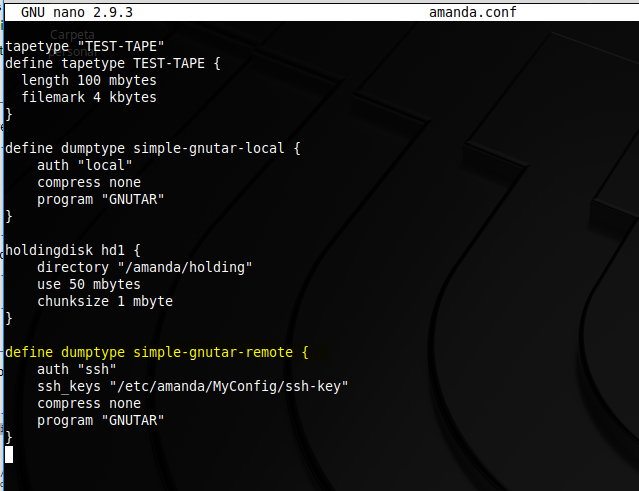 GNU nano 2.9.3 amanda.conf
Carpeta
personal
tapetype "TEST-TAPE"
define tapetype TEST-TAPE {
  length 100 mbytes
  filemark 4 kbytes
}

define dumptype simple-gnutar-local {
    auth "local"
    compress none
    program "GNUTAR"
}

holdingdisk hd1 {
    directory "/amanda/holding"
    use 50 mbytes
    chunksize 1 mbyte
}

define dumptype simple-gnutar-remote {
    auth "ssh"
    ssh_keys "/etc/amanda/MyConfig/ssh-key"
    compress none
    program "GNUTAR"
}